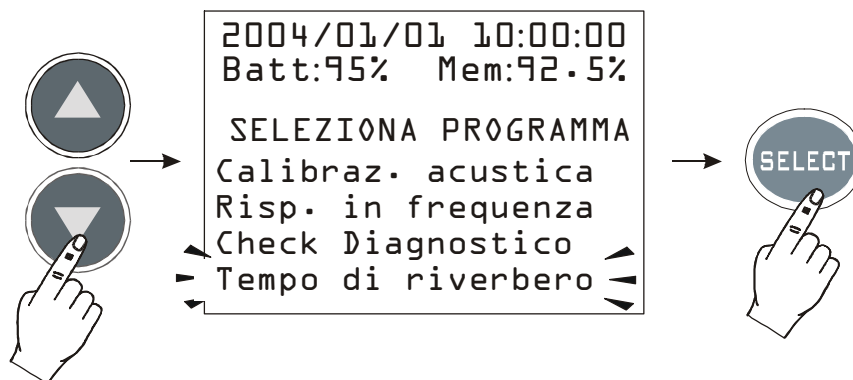 2004/01/01 10:00:00
Batt:95% Mem:92.5%
SELEZIONA PROGRAMMA
Calibraz. acustica
Risp. in frequenza
Check Diagnostico
Tempo di riverbero
SELECT